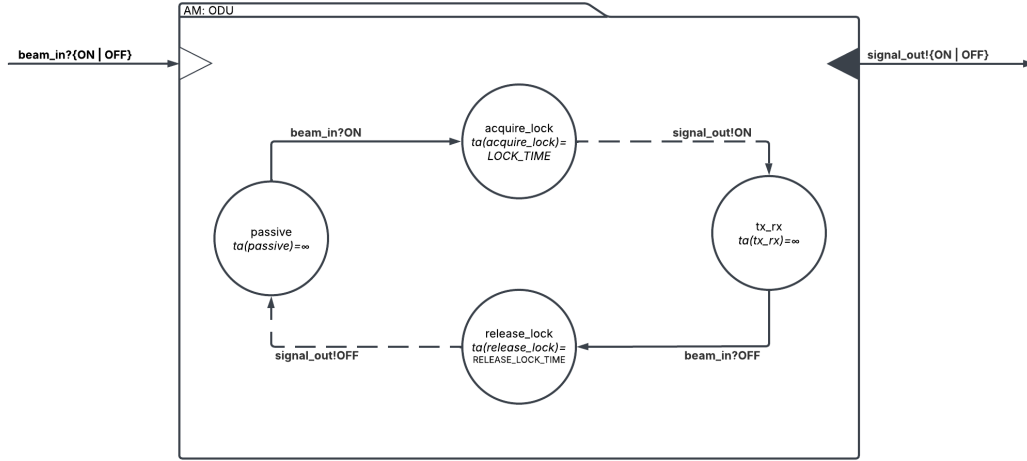 AM: ODU
beam_in?{ON | OFF}
signal_out!{ON | OFF}
beam_in?ON
acquire_lock
ta(acquire_lock)=
LOCK_TIME
signal_out!ON
passive
ta(passive)=∞
tx_rx
ta(tx_rx)=∞
release_lock
ta(release_lock)=
RELEASE_LOCK_TIME
signal_out!OFF
beam_in?OFF